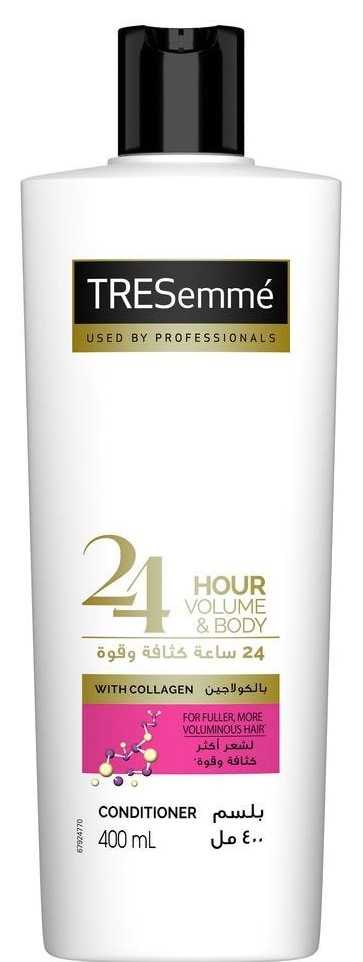 TRESemmé
USED BY PROFESSIONALS
24 HOUR
VOLUME
& BODY
24 ساعة كثافة وقوة
WITH COLLAGEN بالكولاجين
FOR FULLER, MORE
VOLUMINOUS HAIR*
لشعر أكثر
كثافة وقوة*
CONDITIONER بلسم
400 mL ٤٠٠ مل
67924770